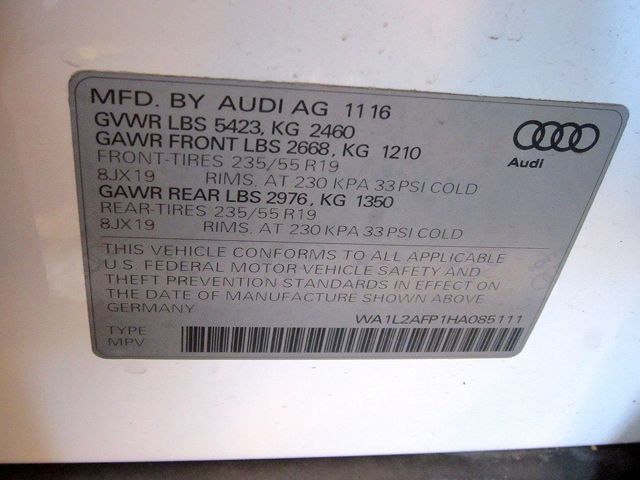 MFD. BY AUDI AG 11 16
GVWR LBS 5423, KG 2460
GAWR FRONT LBS 2668, KG 1210
FRONT-TIRES 235/55 R19
8JX19 RIMS, AT 230 KPA 33 PSI COLD
GAWR REAR LBS 2976, KG 1350
REAR-TIRES 235/55 R19
8JX19 RIMS, AT 230 KPA 33 PSI COLD
Audi
THIS VEHICLE CONFORMS TO ALL APPLICABLE
U.S. FEDERAL MOTOR VEHICLE SAFETY AND
THEFT PREVENTION STANDARDS IN EFFECT ON
THE DATE OF MANUFACTURE SHOWN ABOVE
GERMANY
WA1L2AFP1HA085111
TYPE
MPV